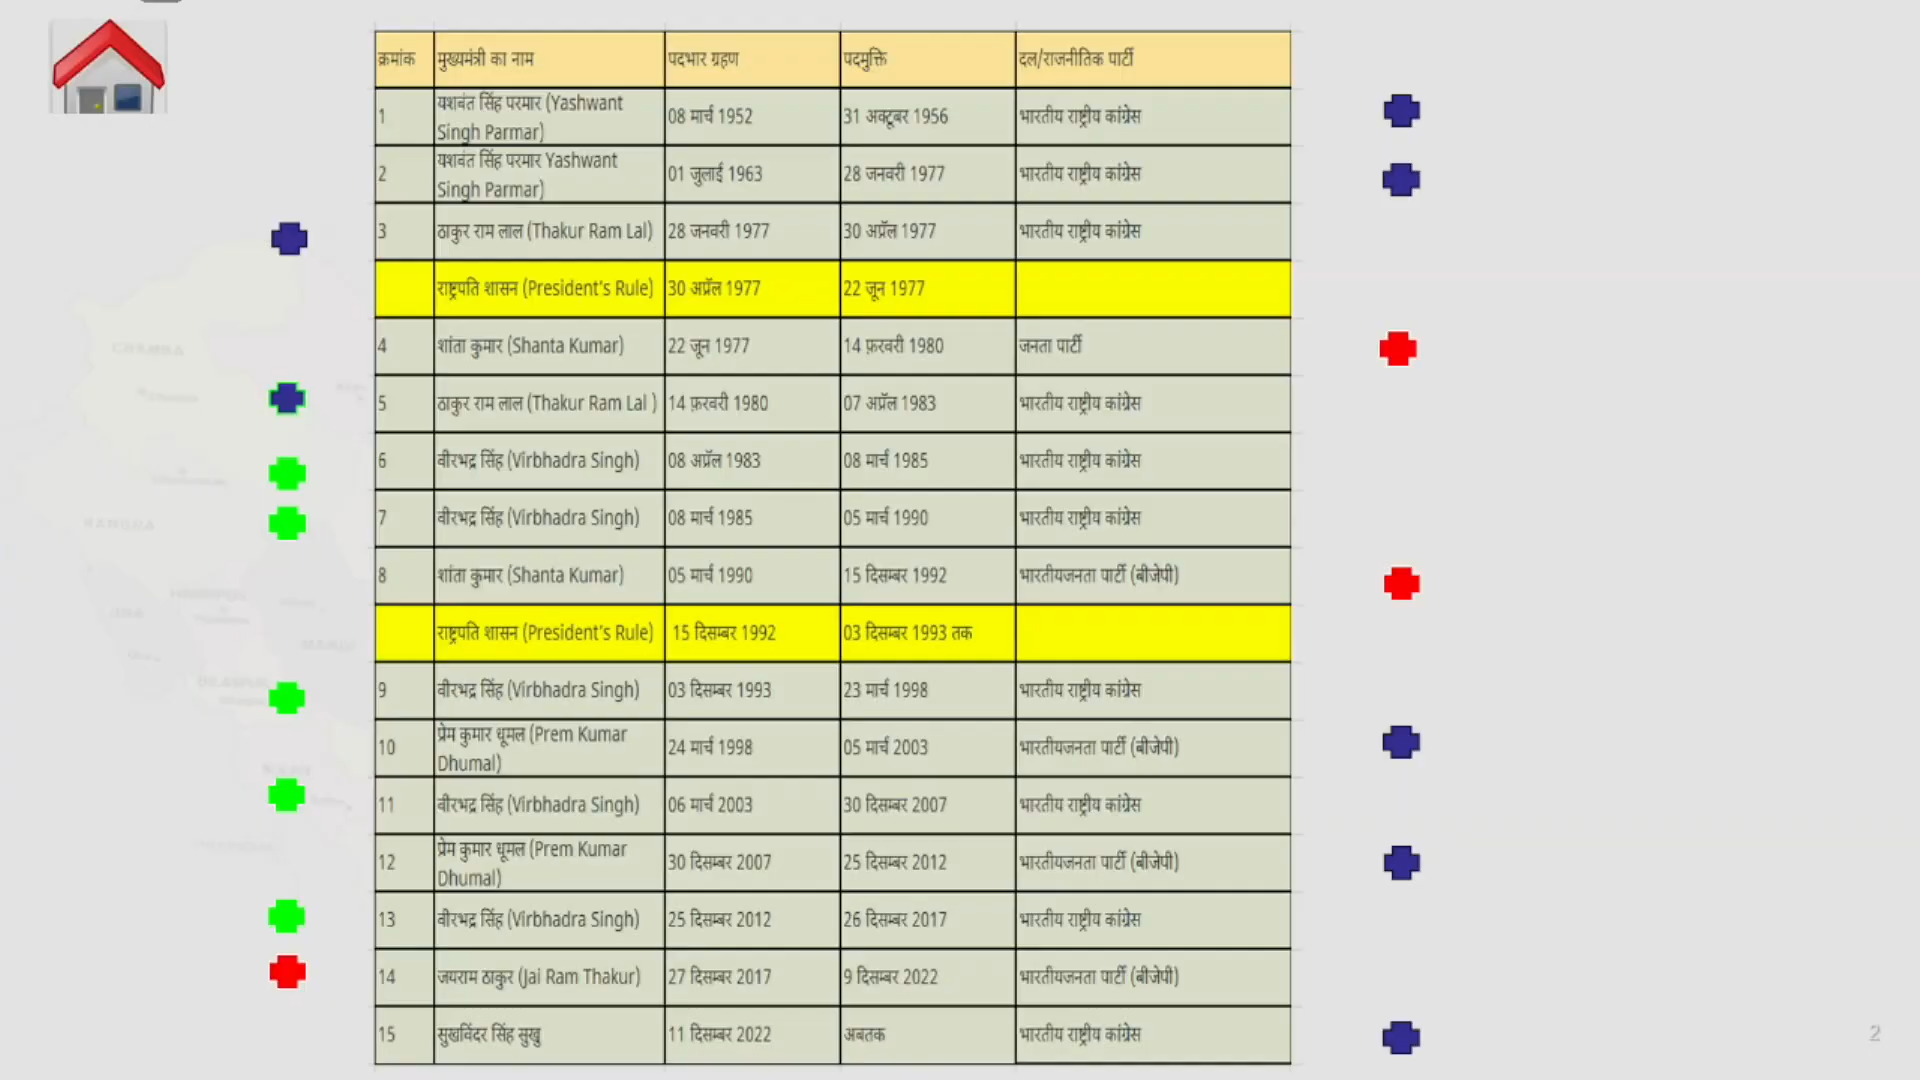 क्रमांक मुख्यमंत्री का नाम पदभार ग्रहण पदमुक्ति दल/राजनीतिक पार्टी
1 यशवंत सिंह परमार (Yashwant Singh Parmar) 08 मार्च 1952 31 अक्टूबर 1956 भारतीय राष्ट्रीय कांग्रेस
2 यशवंत सिंह परमार Yashwant Singh Parmar) 01 जुलाई 1963 28 जनवरी 1977 भारतीय राष्ट्रीय कांग्रेस
3 ठाकुर राम लाल (Thakur Ram Lal) 28 जनवरी 1977 30 अप्रॅल 1977 भारतीय राष्ट्रीय कांग्रेस
राष्ट्रपति शासन (President's Rule) 30 अप्रॅल 1977 22 जून 1977
4 शांता कुमार (Shanta Kumar) 22 जून 1977 14 फ़रवरी 1980 जनता पार्टी
5 ठाकुर राम लाल (Thakur Ram Lal ) 14 फ़रवरी 1980 07 अप्रॅल 1983 भारतीय राष्ट्रीय कांग्रेस
6 वीरभद्र सिंह (Virbhadra Singh) 08 अप्रॅल 1983 08 मार्च 1985 भारतीय राष्ट्रीय कांग्रेस
7 वीरभद्र सिंह (Virbhadra Singh) 08 मार्च 1985 05 मार्च 1990 भारतीय राष्ट्रीय कांग्रेस
8 शांता कुमार (Shanta Kumar) 05 मार्च 1990 15 दिसम्बर 1992 भारतीयजनता पार्टी (बीजेपी)
राष्ट्रपति शासन (President's Rule) 15 दिसम्बर 1992 03 दिसम्बर 1993 तक
9 वीरभद्र सिंह (Virbhadra Singh) 03 दिसम्बर 1993 23 मार्च 1998 भारतीय राष्ट्रीय कांग्रेस
10 प्रेम कुमार धूमल (Prem Kumar Dhumal) 24 मार्च 1998 05 मार्च 2003 भारतीयजनता पार्टी (बीजेपी)
11 वीरभद्र सिंह (Virbhadra Singh) 06 मार्च 2003 30 दिसम्बर 2007 भारतीय राष्ट्रीय कांग्रेस
12 प्रेम कुमार धूमल (Prem Kumar Dhumal) 30 दिसम्बर 2007 25 दिसम्बर 2012 भारतीयजनता पार्टी (बीजेपी)
13 वीरभद्र सिंह (Virbhadra Singh) 25 दिसम्बर 2012 26 दिसम्बर 2017 भारतीय राष्ट्रीय कांग्रेस
14 जयराम ठाकुर (Jai Ram Thakur) 27 दिसम्बर 2017 9 दिसम्बर 2022 भारतीयजनता पार्टी (बीजेपी)
15 सुखविंदर सिंह सुखु 11 दिसम्बर 2022 अबतक भारतीय राष्ट्रीय कांग्रेस
2
CHAMBA
KANGRA
HAMIRPUR
UNA
MANDI
BILASPUR
SOLAN